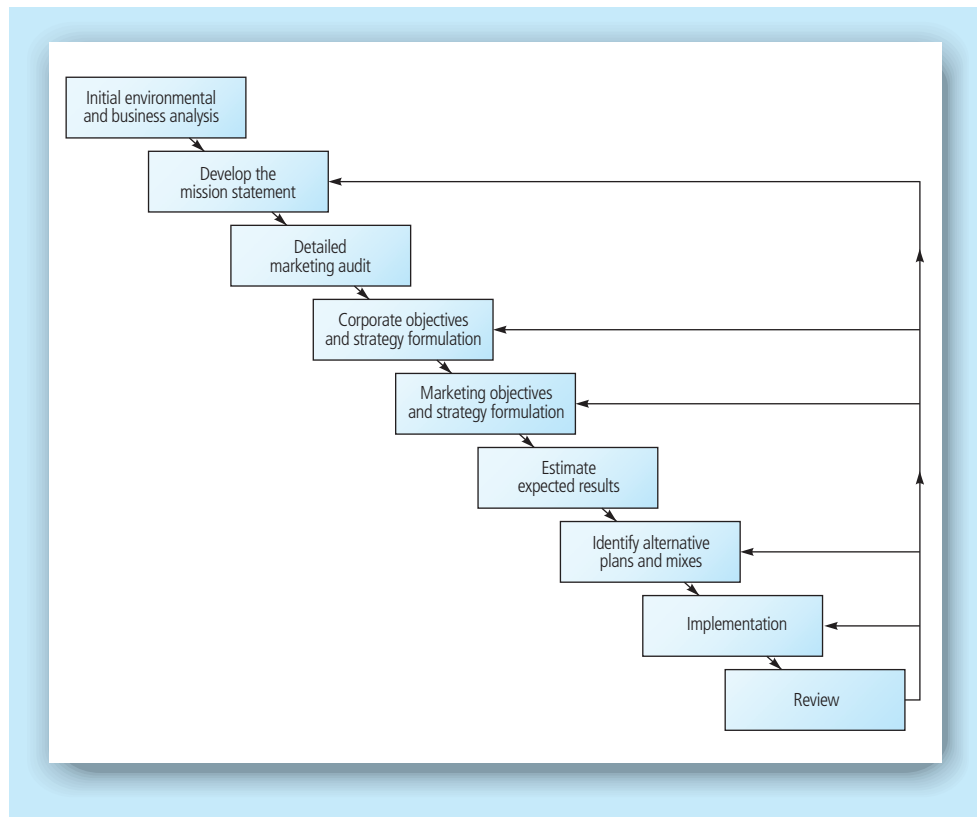 Initial environmental
and business analysis
Develop the
mission statement
Detailed
marketing audit
Corporate objectives
and strategy formulation
Marketing objectives
and strategy formulation
Estimate
expected results
Identify alternative
plans and mixes
Implementation
Review